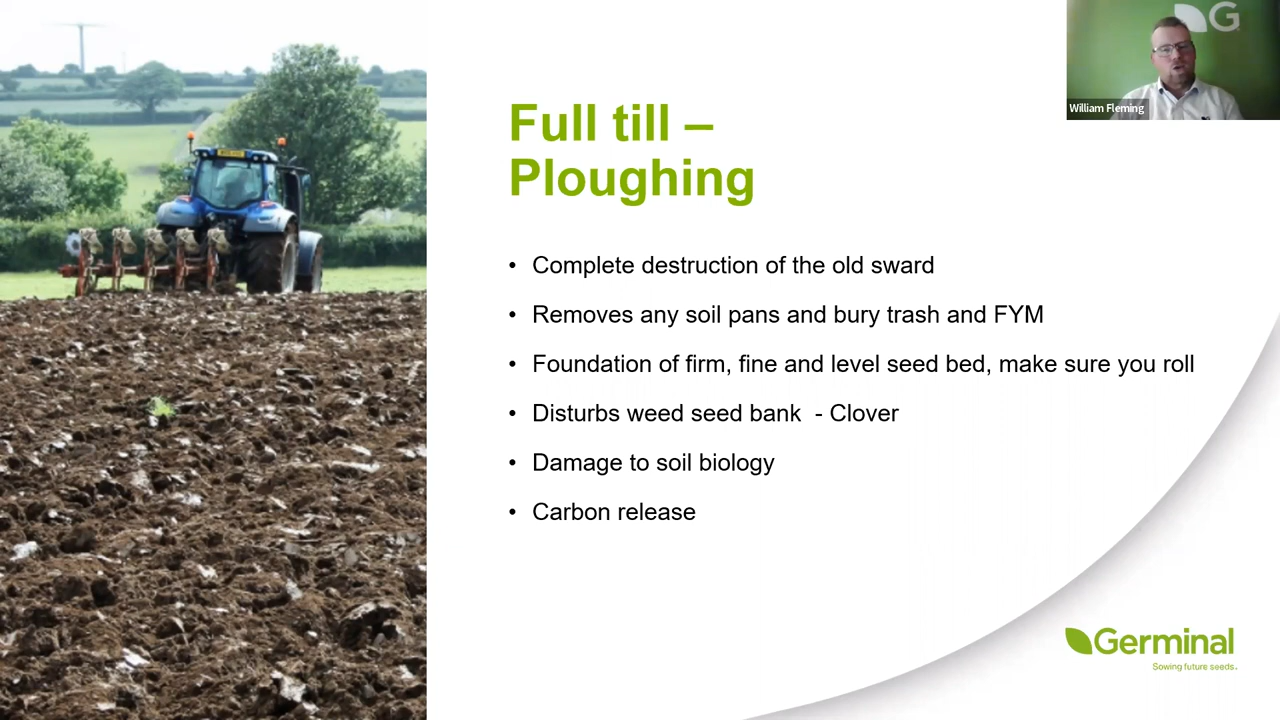 G
William Fleming
Full till –
Ploughing
• Complete destruction of the old sward
• Removes any soil pans and bury trash and FYM
• Foundation of firm, fine and level seed bed, make sure you roll
• Disturbs weed seed bank  - Clover
• Damage to soil biology
• Carbon release
Germinal
Sowing future seeds.